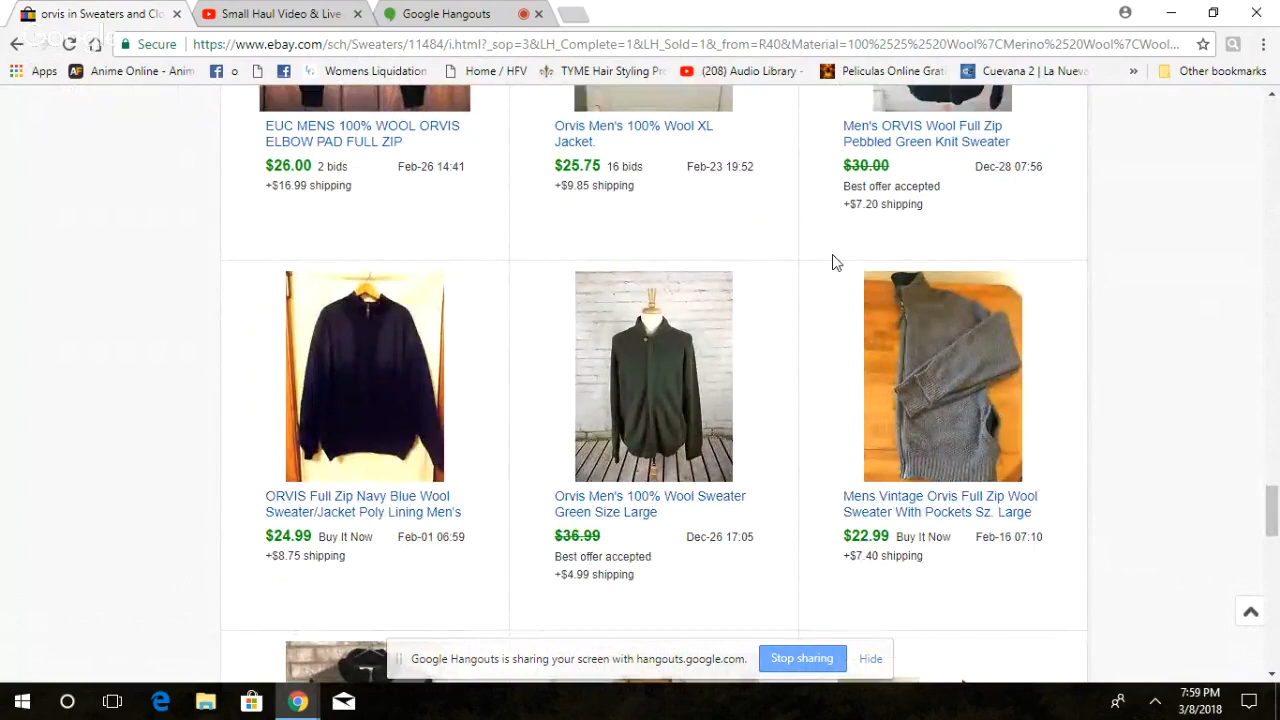 orvis in Sweaters and Clo
Small Haul Video & Live
Google Hangouts
Secure
https://www.ebay.com/sch/Sweaters/11484/i.html?_sop=3&LH_Complete=1&LH_Sold=1&_from=R40&Material=100%2525%2520Wool%7CMerino%2520Wool%7CWool...
Apps
Anime Online - Anim
o
Womens Liquidation
Home / HFV
TYME Hair Styling Pro
(208) Audio Library -
Peliculas Online Grati
Cuevana 2 | La Nueva
»
Other bookmarks
EUC MENS 100% WOOL ORVIS
ELBOW PAD FULL ZIP
$26.00 2 bids Feb-26 14:41
+$16.99 shipping
Orvis Men's 100% Wool XL
Jacket.
$25.75 16 bids Feb-23 19:52
+$9.85 shipping
Men's ORVIS Wool Full Zip
Pebbled Green Knit Sweater
$30.00 Dec-28 07:56
Best offer accepted
+$7.20 shipping
ORVIS Full Zip Navy Blue Wool
Sweater/Jacket Poly Lining Men's
$24.99 Buy It Now Feb-01 06:59
+$8.75 shipping
Orvis Men's 100% Wool Sweater
Green Size Large
$36.99 Dec-26 17:05
Best offer accepted
+$4.99 shipping
Mens Vintage Orvis Full Zip Wool
Sweater With Pockets Sz. Large
$22.99 Buy It Now Feb-16 07:10
+$7.40 shipping
Google Hangouts is sharing your screen with hangouts.google.com.
Stop sharing
Hide
7:59 PM
3/8/2018